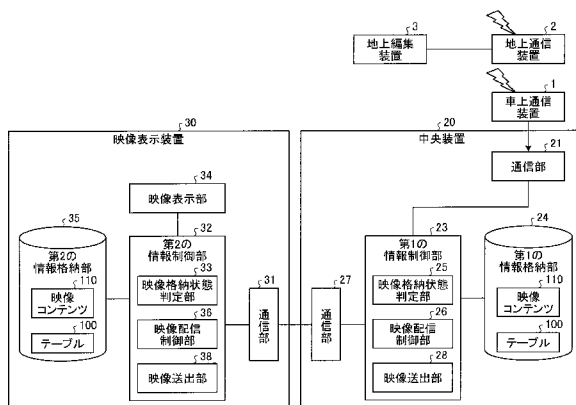 3
地上編集
装置
2
地上通信
装置
1
車上通信
装置
30
映像表示装置
20
中央装置
21
通信部
34
映像表示部
35
第2の
情報格納部
110
映像
コンテンツ
100
テーブル
32
第2の
情報制御部
33
映像格納状態
判定部
36
映像配信
制御部
38
映像送出部
31
通信部
27
通信部
23
第1の
情報制御部
25
映像格納状態
判定部
26
映像配信
制御部
28
映像送出部
24
第1の
情報格納部
110
映像
コンテンツ
100
テーブル